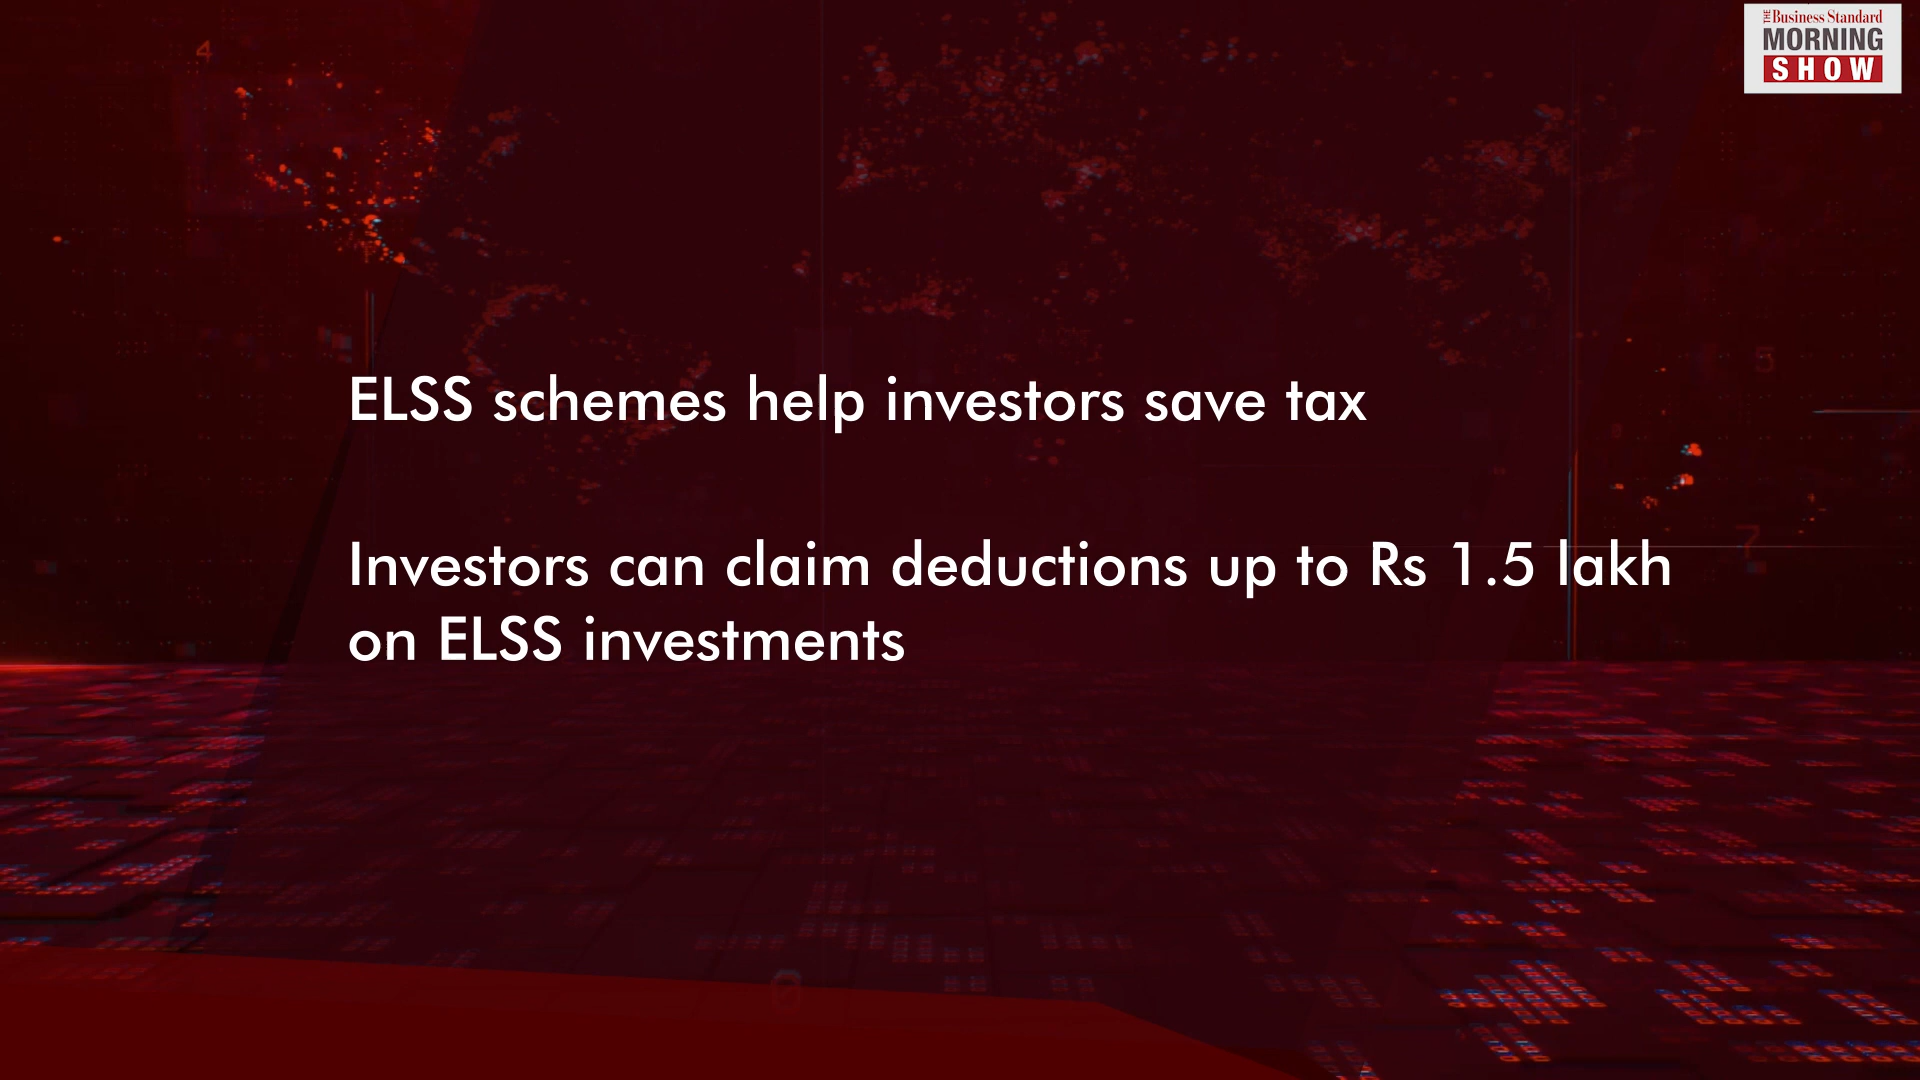 THE Business Standard
MORNING
SHOW
ELSS schemes help investors save tax
Investors can claim deductions up to Rs 1.5 lakh
on ELSS investments